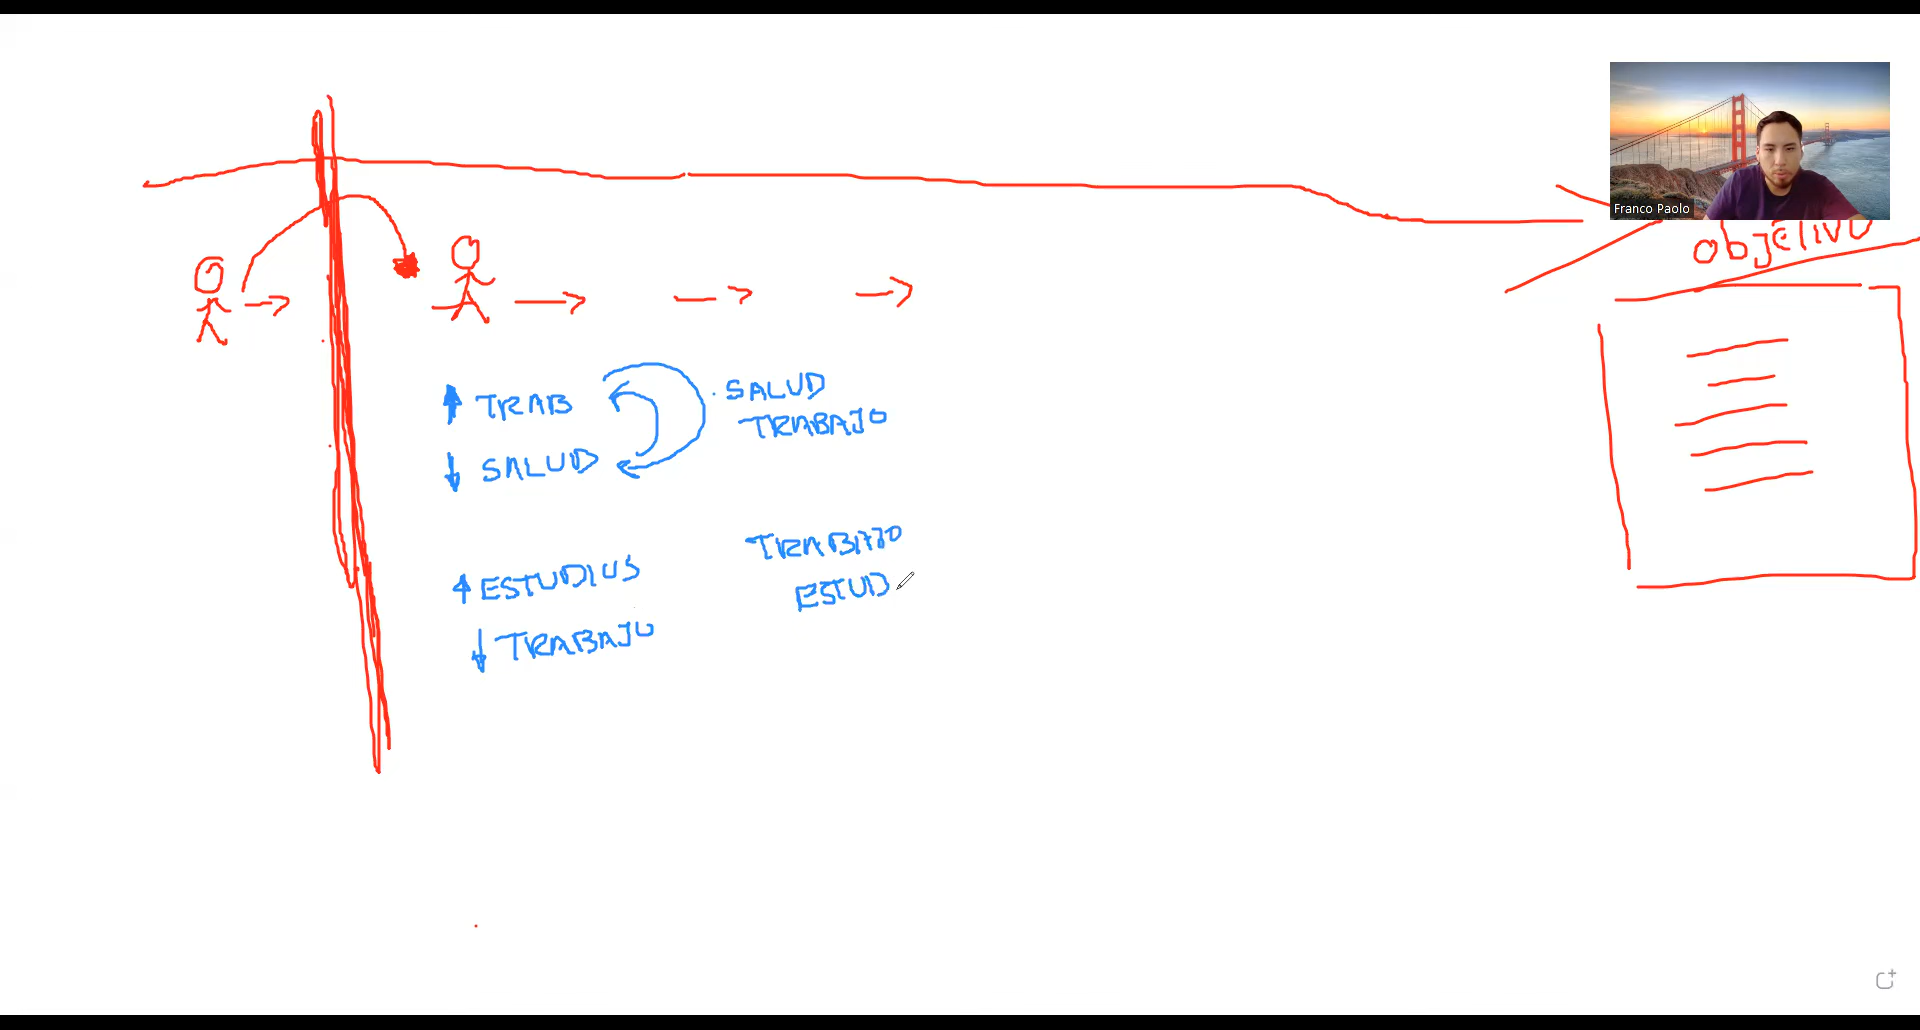 Franco Paolo
objetivo
TRAB
SALUD
SALUD
TRABAJO
ESTUDIOS
TRABAJO
TRABAJO
ESTUD